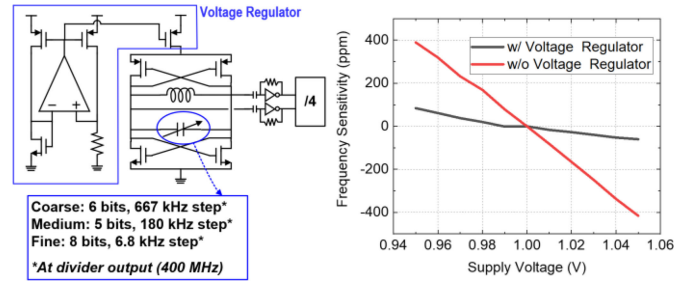 Voltage Regulator
− +
/4
Coarse: 6 bits, 667 kHz step*
Medium: 5 bits, 180 kHz step*
Fine: 8 bits, 6.8 kHz step*
*At divider output (400 MHz)
Frequency Sensitivity (ppm)
400
200
0
-200
-400
w/ Voltage Regulator
w/o Voltage Regulator
0.94 0.96 0.98 1.00 1.02 1.04 1.06
Supply Voltage (V)